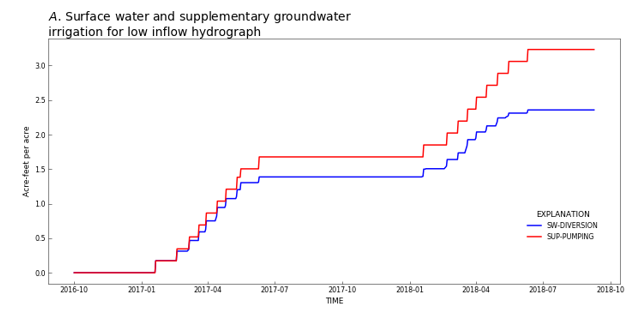 A. Surface water and supplementary groundwater
irrigation for low inflow hydrograph
Acre-feet per acre
3.0
2.5
2.0
1.5
1.0
0.5
0.0
EXPLANATION
SW-DIVERSION
SUP-PUMPING
2016-10 2017-01 2017-04 2017-07 2017-10 2018-01 2018-04 2018-07 2018-10
TIME